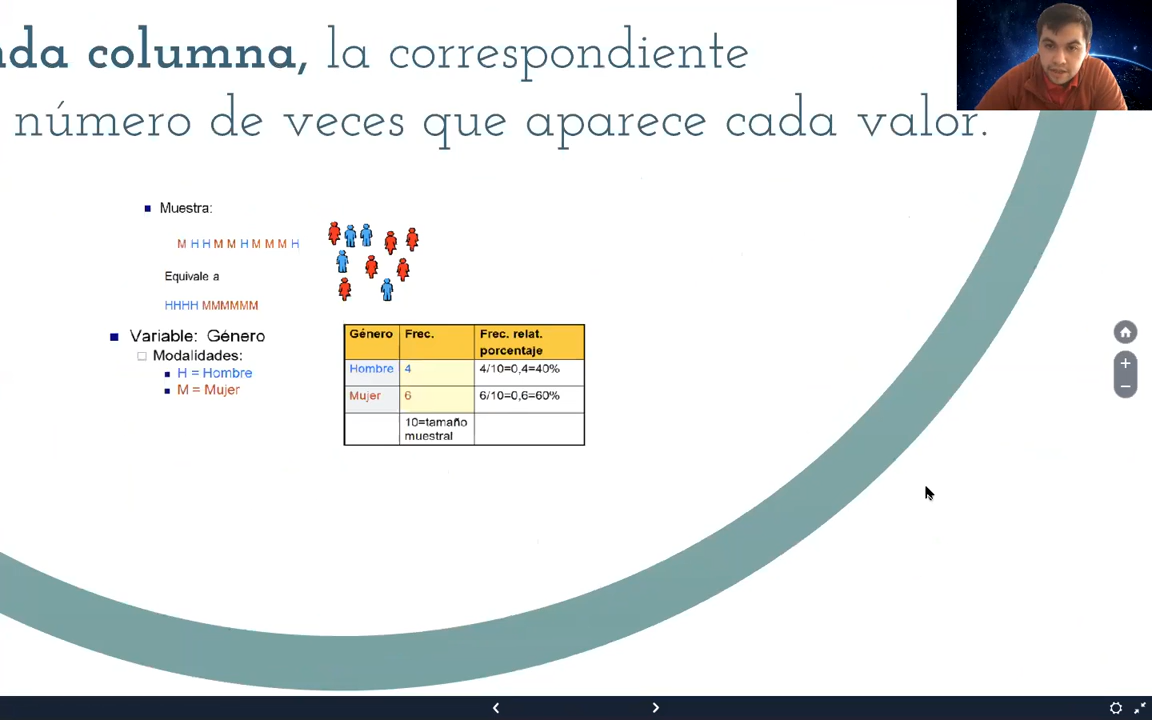 nda columna, la correspondiente
número de veces que aparece cada valor.
Muestra:
M H H M M H M M M H
Equivale a
HHHH MMMMMM
Variable: Género
Modalidades:
H = Hombre
M = Mujer
Género Frec. Frec. relat. porcentaje
Hombre 4 4/10=0,4=40%
Mujer 6 6/10=0,6=60%
10=tamaño muestral